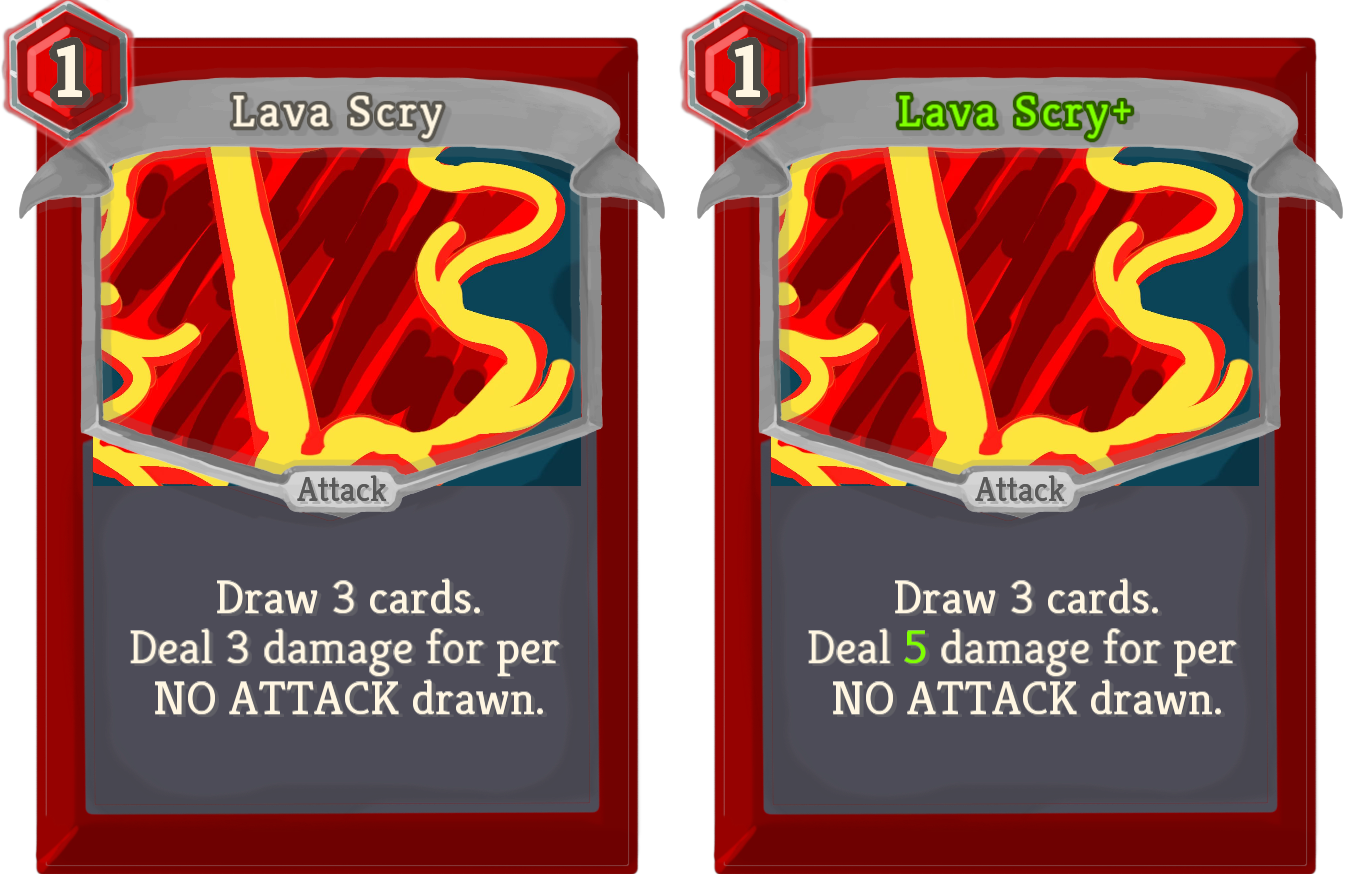 1
Lava Scry
Attack
Draw 3 cards.
Deal 3 damage for per
NO ATTACK drawn.
1
Lava Scry+
Attack
Draw 3 cards.
Deal 5 damage for per
NO ATTACK drawn.